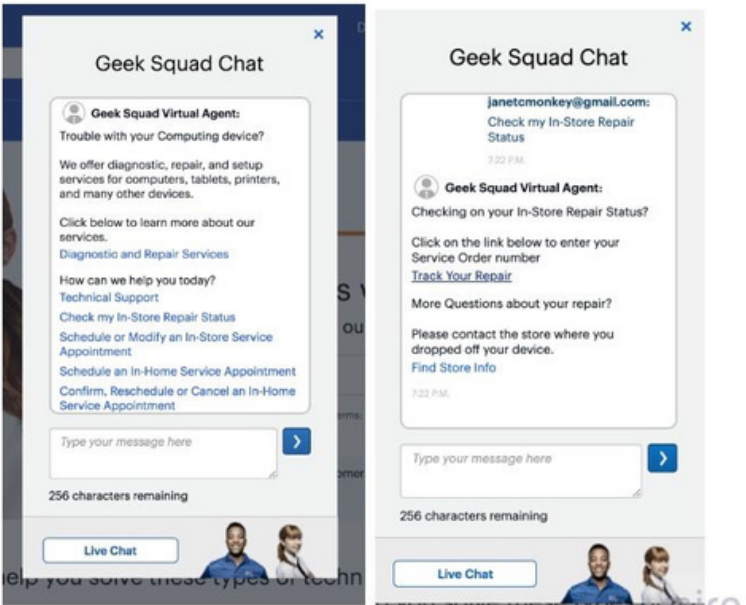 Geek Squad Chat
Geek Squad Virtual Agent:
Trouble with your Computing device?
We offer diagnostic, repair, and setup
services for computers, tablets, printers,
and many other devices.
Click below to learn more about our
services.
Diagnostic and Repair Services
How can we help you today?
Technical Support
Check my In-Store Repair Status
Schedule or Modify an In-Store Service
Appointment
Schedule an In-Home Service Appointment
Confirm, Reschedule or Cancel an In-Home
Service Appointment
Type your message here
256 characters remaining
Live Chat
help you solve these types of techn
Geek Squad Chat
janetcmonkey@gmail.com:
Check my In-Store Repair
Status
7:22 P.M.
Geek Squad Virtual Agent:
Checking on your In-Store Repair Status?
Click on the link below to enter your
Service Order number
Track Your Repair
More Questions about your repair?
Please contact the store where you
dropped off your device.
Find Store Info
7:22 P.M.
Type your message here
256 characters remaining
Live Chat